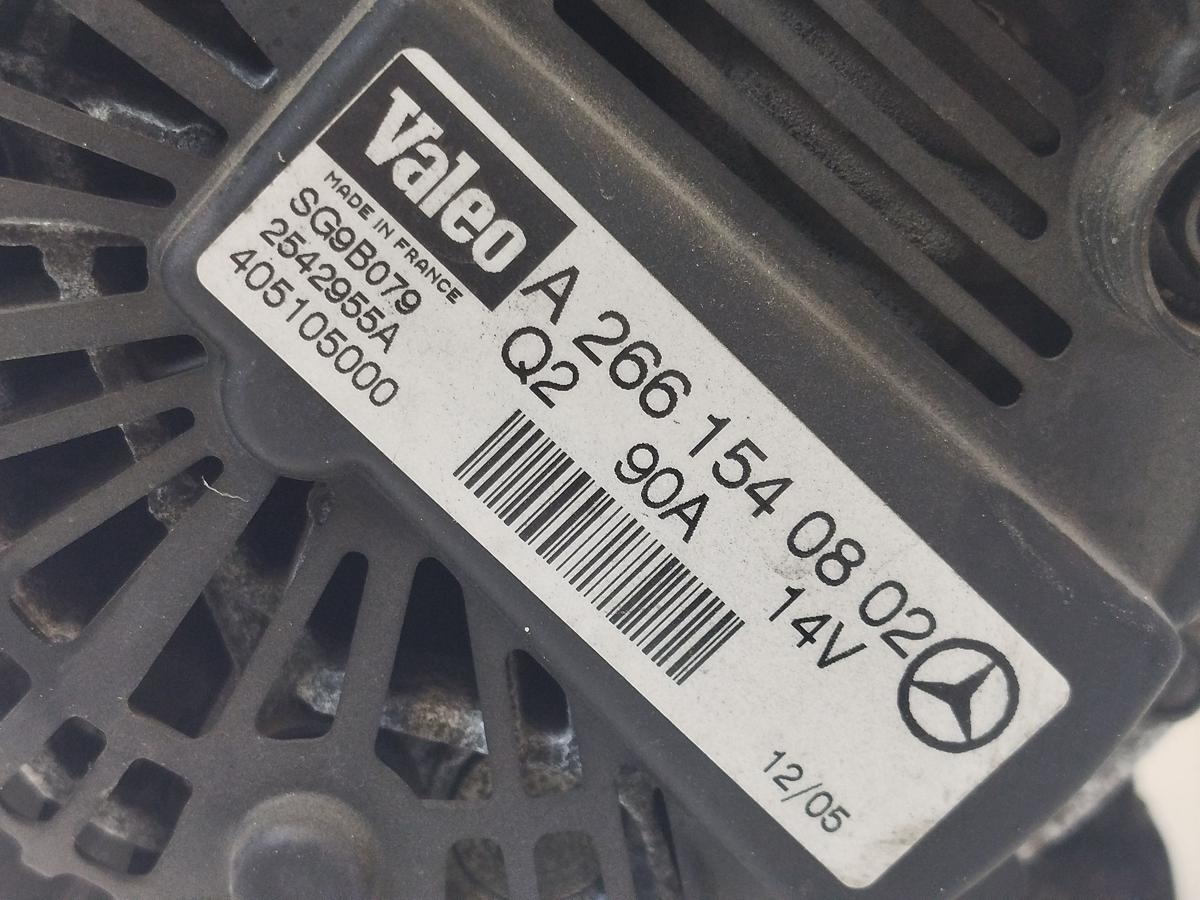 Valeo
MADE IN FRANCE
SG9B079
2542955A
405105000
A 266 154 08 02
Q2 90A 14V
12/05